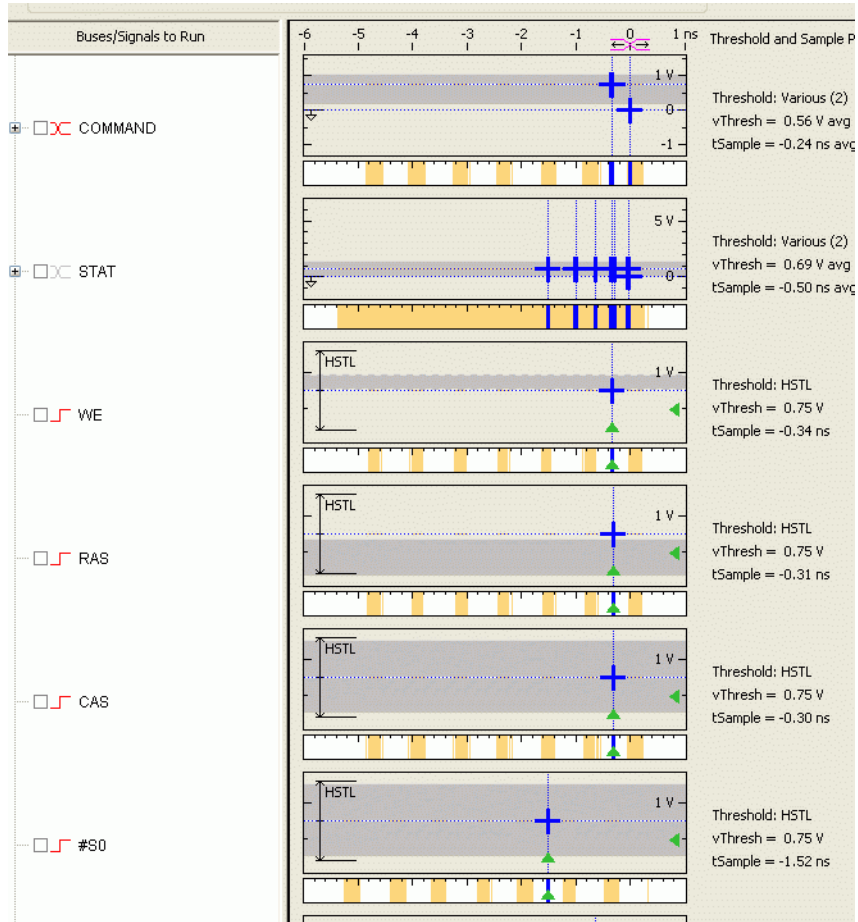 Buses/Signals to Run
-6 -5 -4 -3 -2 -1 0 1 ns
Threshold and Sample P
COMMAND
1 V
0
-1
Threshold: Various (2)
vThresh = 0.56 V avg
tSample = -0.24 ns avg
STAT
5 V
0
Threshold: Various (2)
vThresh = 0.69 V avg
tSample = -0.50 ns avg
WE
HSTL
1 V
Threshold: HSTL
vThresh = 0.75 V
tSample = -0.34 ns
RAS
HSTL
1 V
Threshold: HSTL
vThresh = 0.75 V
tSample = -0.31 ns
CAS
HSTL
1 V
Threshold: HSTL
vThresh = 0.75 V
tSample = -0.30 ns
#S0
HSTL
1 V
Threshold: HSTL
vThresh = 0.75 V
tSample = -1.52 ns